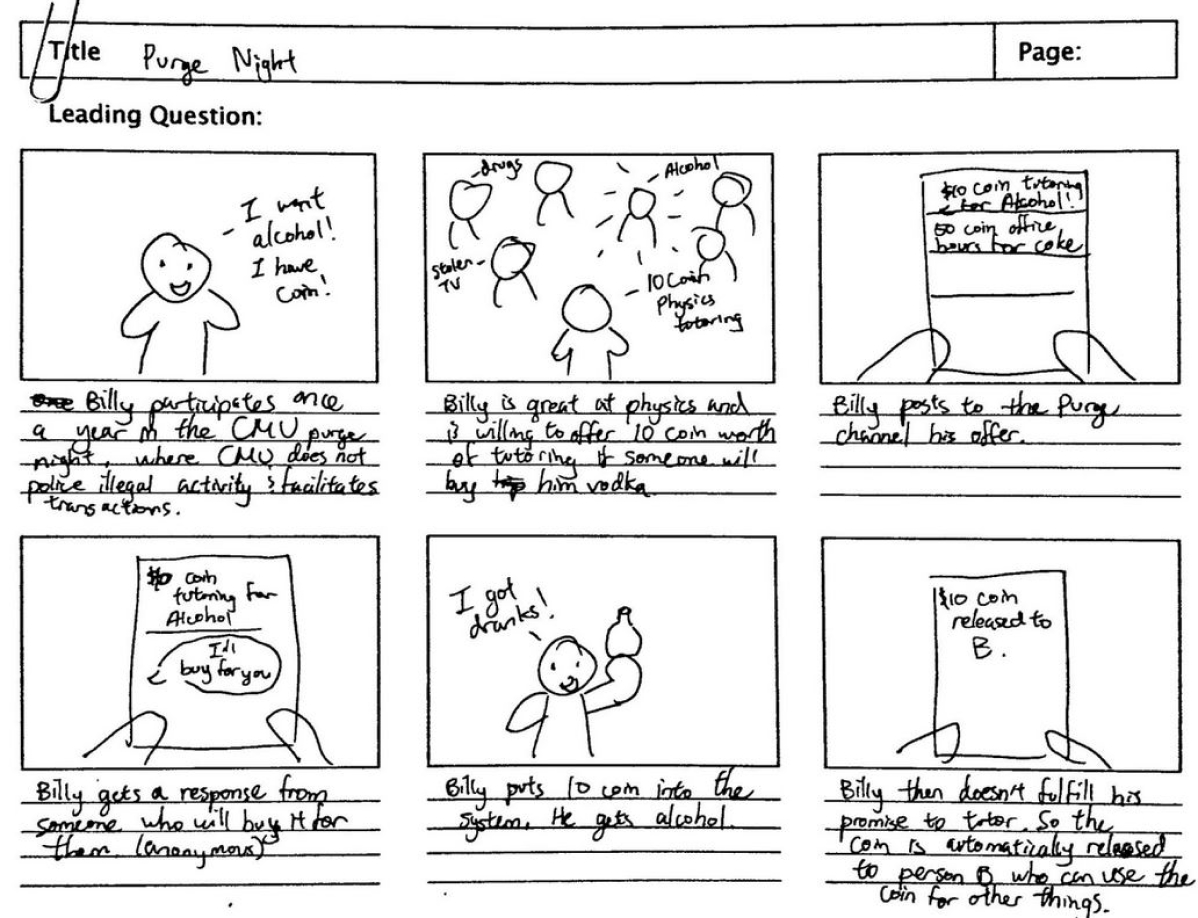 Title Purge Night
Page:
Leading Question:
I want
alcohol!
I have
coin!
drugs
Alcohol
stolen
TV
10 Coin
Physics
tutoring
$10 coin tutoring
for Alcohol!
50 coin office
hours for coke
Billy participates once
a year in the CMU purge
night, where CMU does not
police illegal activity & facilitates
transactions.
Billy is great at physics and
is willing to offer 10 coin worth
of tutoring if someone will
buy him vodka.
Billy posts to the Purge
channel his offer.
coin
tutoring for
Alcohol
I'll
buy for you
I got
dranks!
$10 coin
released to
B.
Billy gets a response from
someone who will buy it for
them. (anonymous)
Billy puts 10 coin into the
system. He gets alcohol.
Billy then doesn't fulfill his
promise to tutor. So the
coin is automatically released
to person B who can use the
coin for other things.